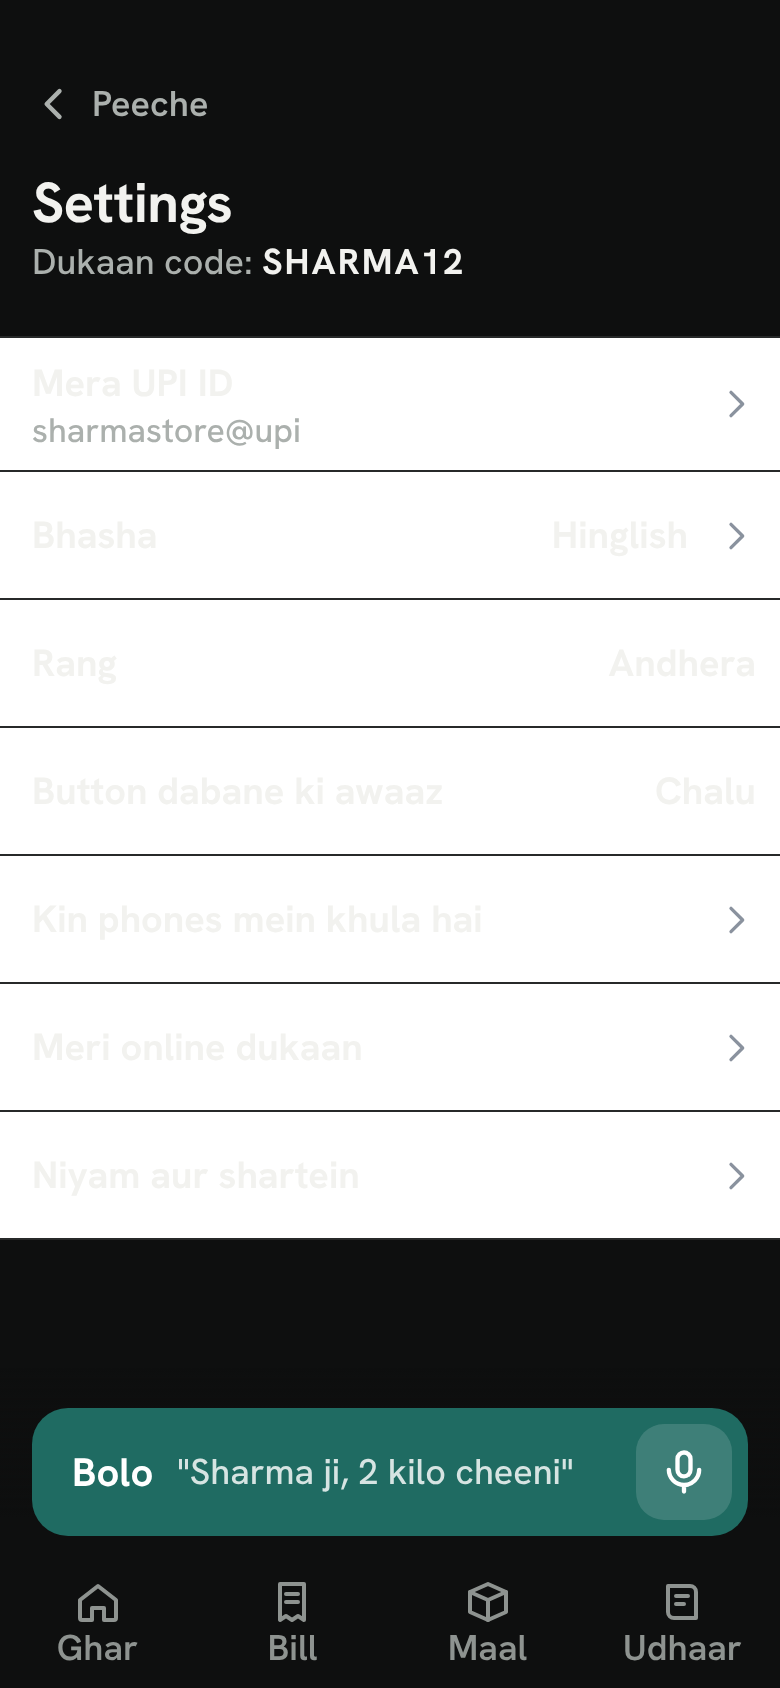 Peeche
Settings
Dukaan code: SHARMA12
Mera UPI ID
sharmastore@upi
Bhasha Hinglish
Rang Andhera
Button dabane ki awaaz Chalu
Kin phones mein khula hai
Meri online dukaan
Niyam aur shartein
Bolo "Sharma ji, 2 kilo cheeni"
Ghar Bill Maal Udhaar